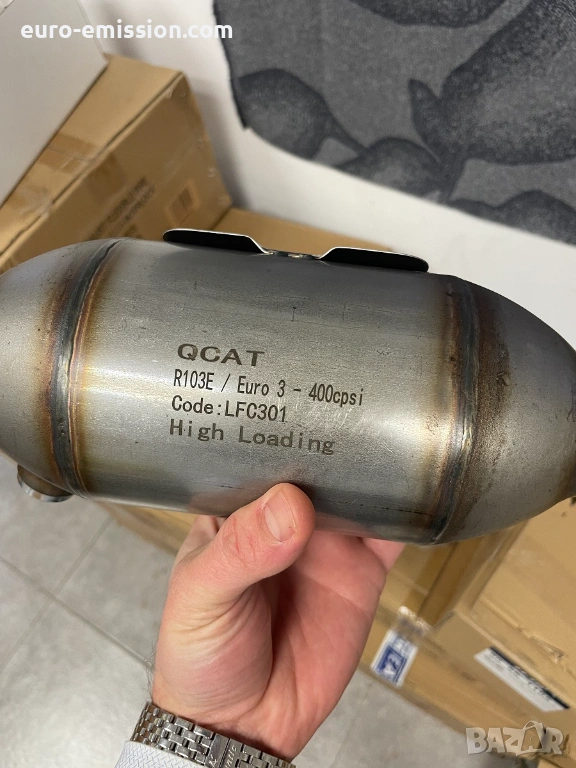 euro-emission.com
QCAT
R103E / Euro 3 - 400cpsi
Code:LFC301
High Loading
BAZAR